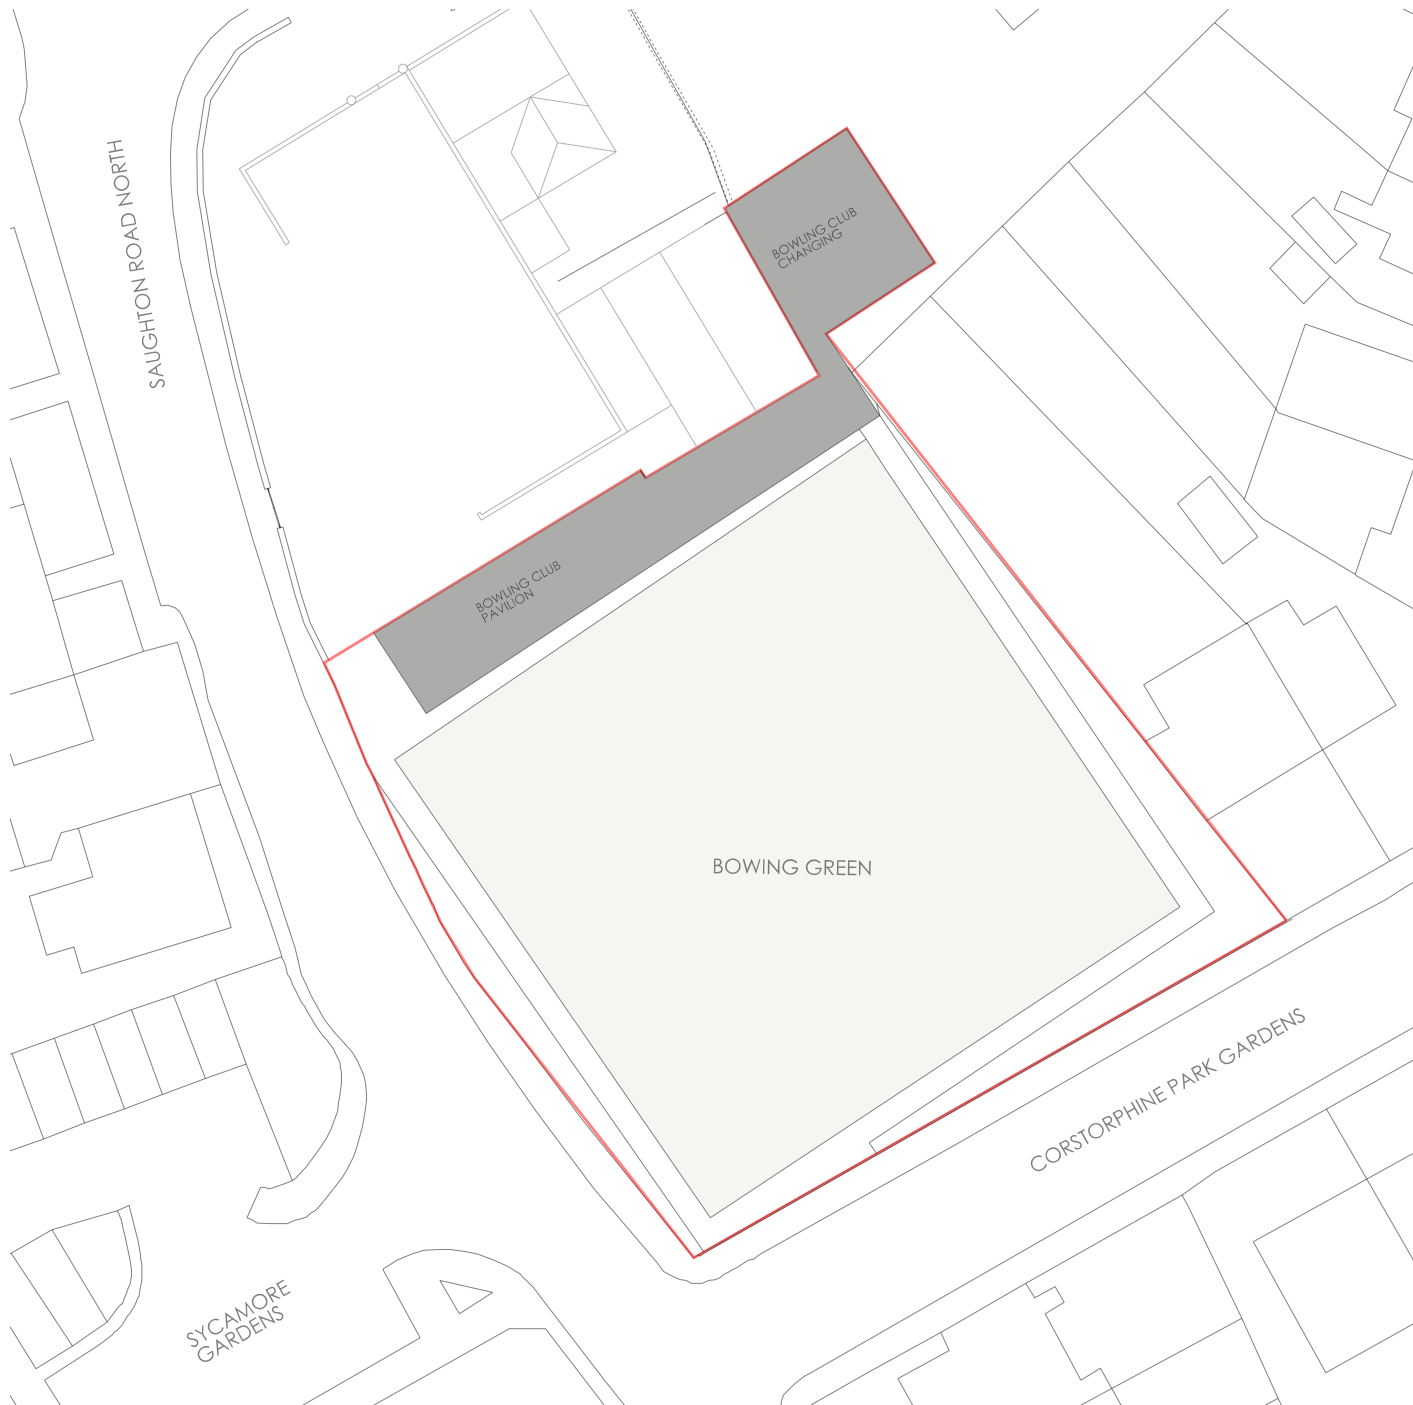 SAUGHTON ROAD NORTH
BOWLING CLUB
CHANGING
BOWLING CLUB
PAVILION
BOWING GREEN
CORSTORPHINE PARK GARDENS
SYCAMORE
GARDENS